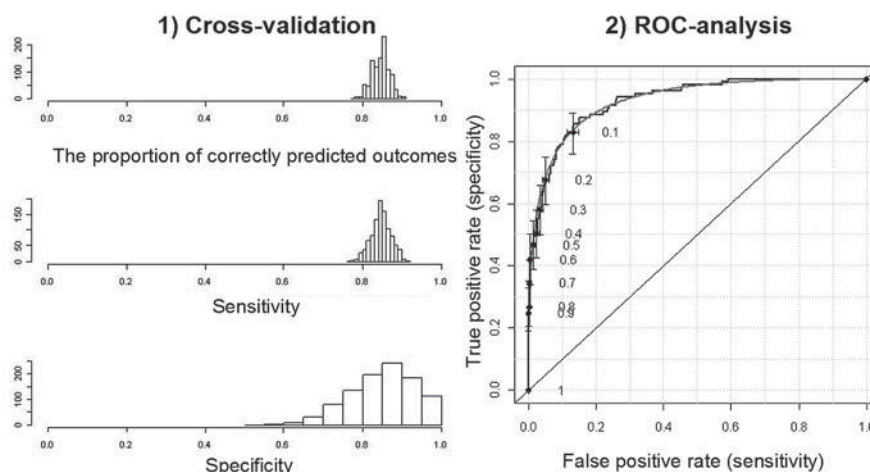 1) Cross-validation
200
100
0
0.0 0.2 0.4 0.6 0.8 1.0
The proportion of correctly predicted outcomes
150
50
0
0.0 0.2 0.4 0.6 0.8 1.0
Sensitivity
200
100
0
0.0 0.2 0.4 0.6 0.8 1.0
Specificity
2) ROC-analysis
True positive rate (specificity)
1.0
0.8
0.6
0.4
0.2
0.0
0.1
0.2
0.3
0.4
0.5
0.6
0.7
0.8
0.9
1
0.0 0.2 0.4 0.6 0.8 1.0
False positive rate (sensitivity)